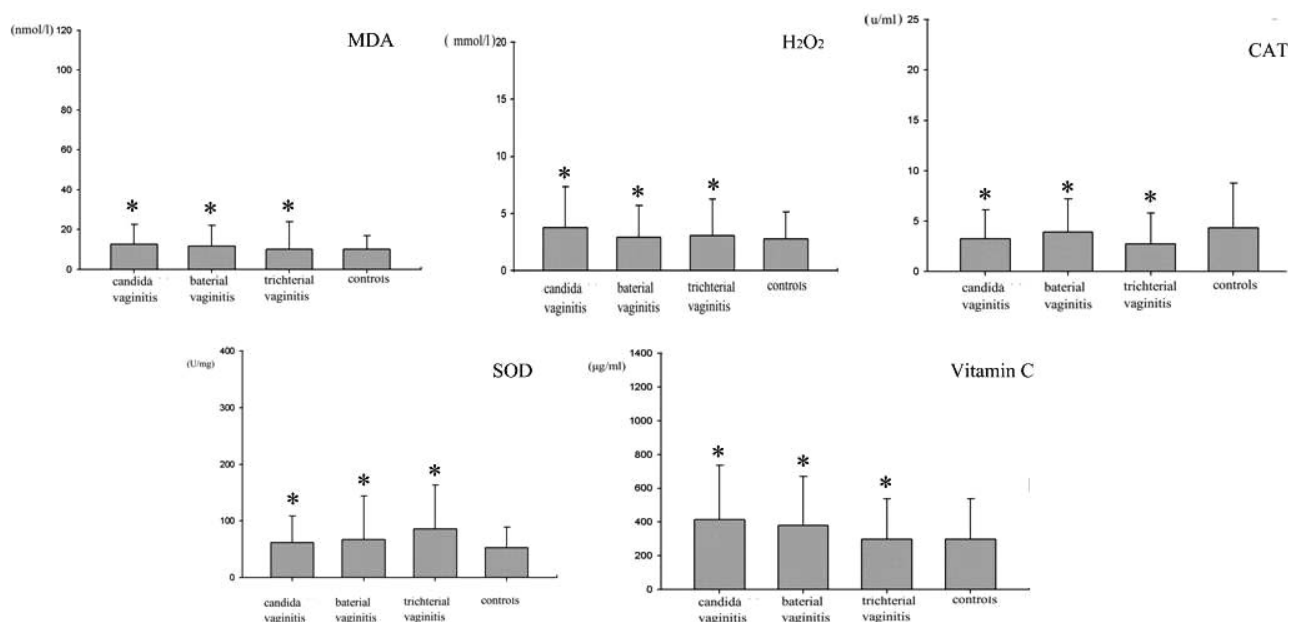 (nmol/l)
MDA
120
100
80
60
40
20
0
*
*
*
candida
vaginitis
baterial
vaginitis
trichterial
vaginitis
controls
( mmol/l)
H₂O₂
20
15
10
5
0
*
*
*
candida
vaginitis
baterial
vaginitis
trichterial
vaginitis
controls
(u/ml)
CAT
25
20
15
10
5
0
*
*
*
candida
vaginitis
baterial
vaginitis
trichterial
vaginitis
controls
(U/mg)
SOD
400
300
200
100
0
*
*
*
candida
vaginitis
baterial
vaginitis
trichterial
vaginitis
controls
(μg/ml)
Vitamin C
1400
1200
1000
800
600
400
200
0
*
*
*
candida
vaginitis
baterial
vaginitis
trichterial
vaginitis
controls